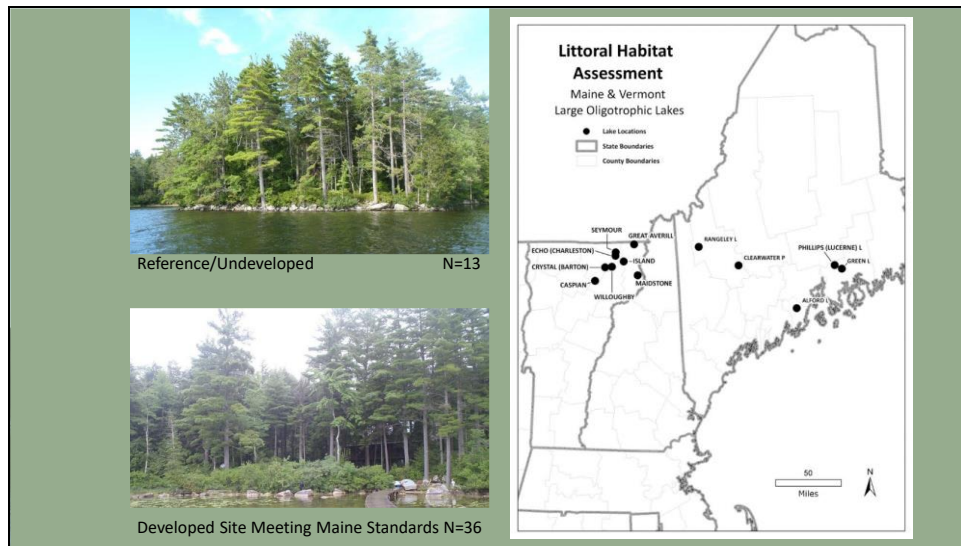 Reference/Undeveloped N=13
Developed Site Meeting Maine Standards N=36
Littoral Habitat
Assessment
Maine & Vermont
Large Oligotrophic Lakes
Lake Locations
State Boundaries
County Boundaries
SEYMOUR
GREAT AVERILL
ECHO (CHARLESTON)
ISLAND
CRYSTAL (BARTON)
MAIDSTONE
CASPIAN
WILLOUGHBY
RANGELEY L
CLEARWATER P
PHILLIPS (LUCERNE) L
GREEN L
ALFORD L
50
Miles
N